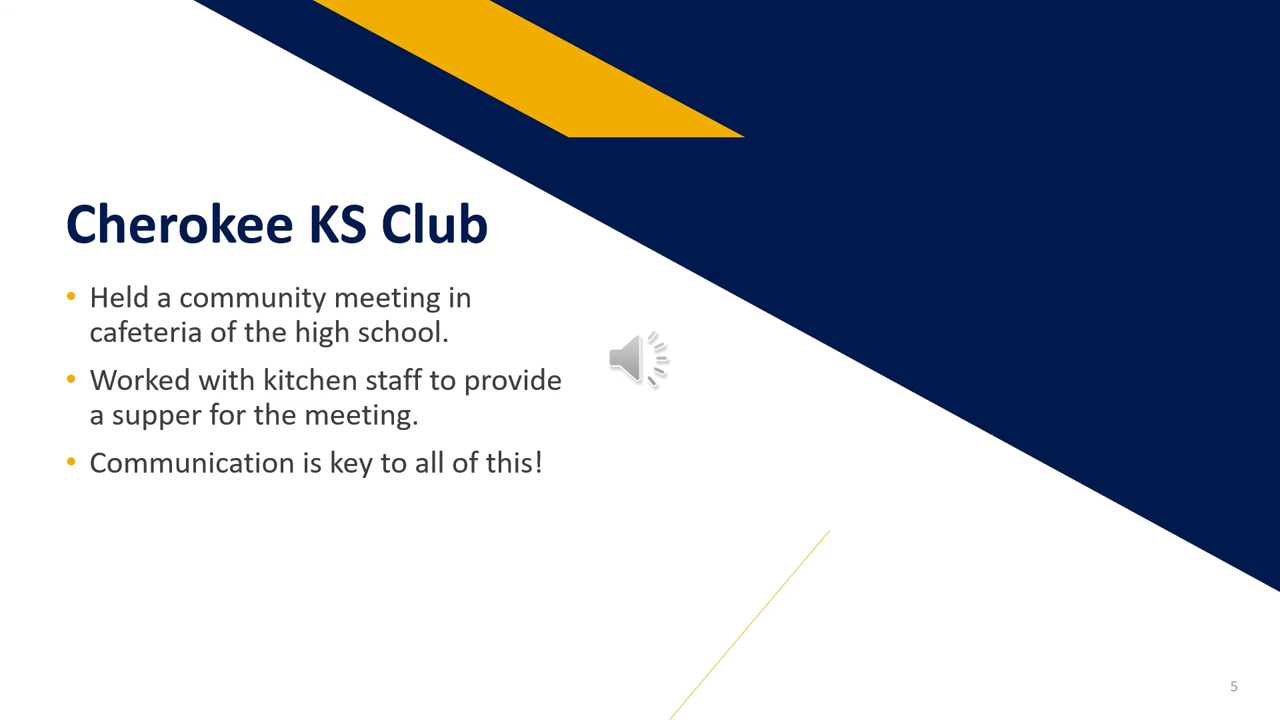 Cherokee KS Club
• Held a community meeting in
cafeteria of the high school.
• Worked with kitchen staff to provide
a supper for the meeting.
• Communication is key to all of this!
5